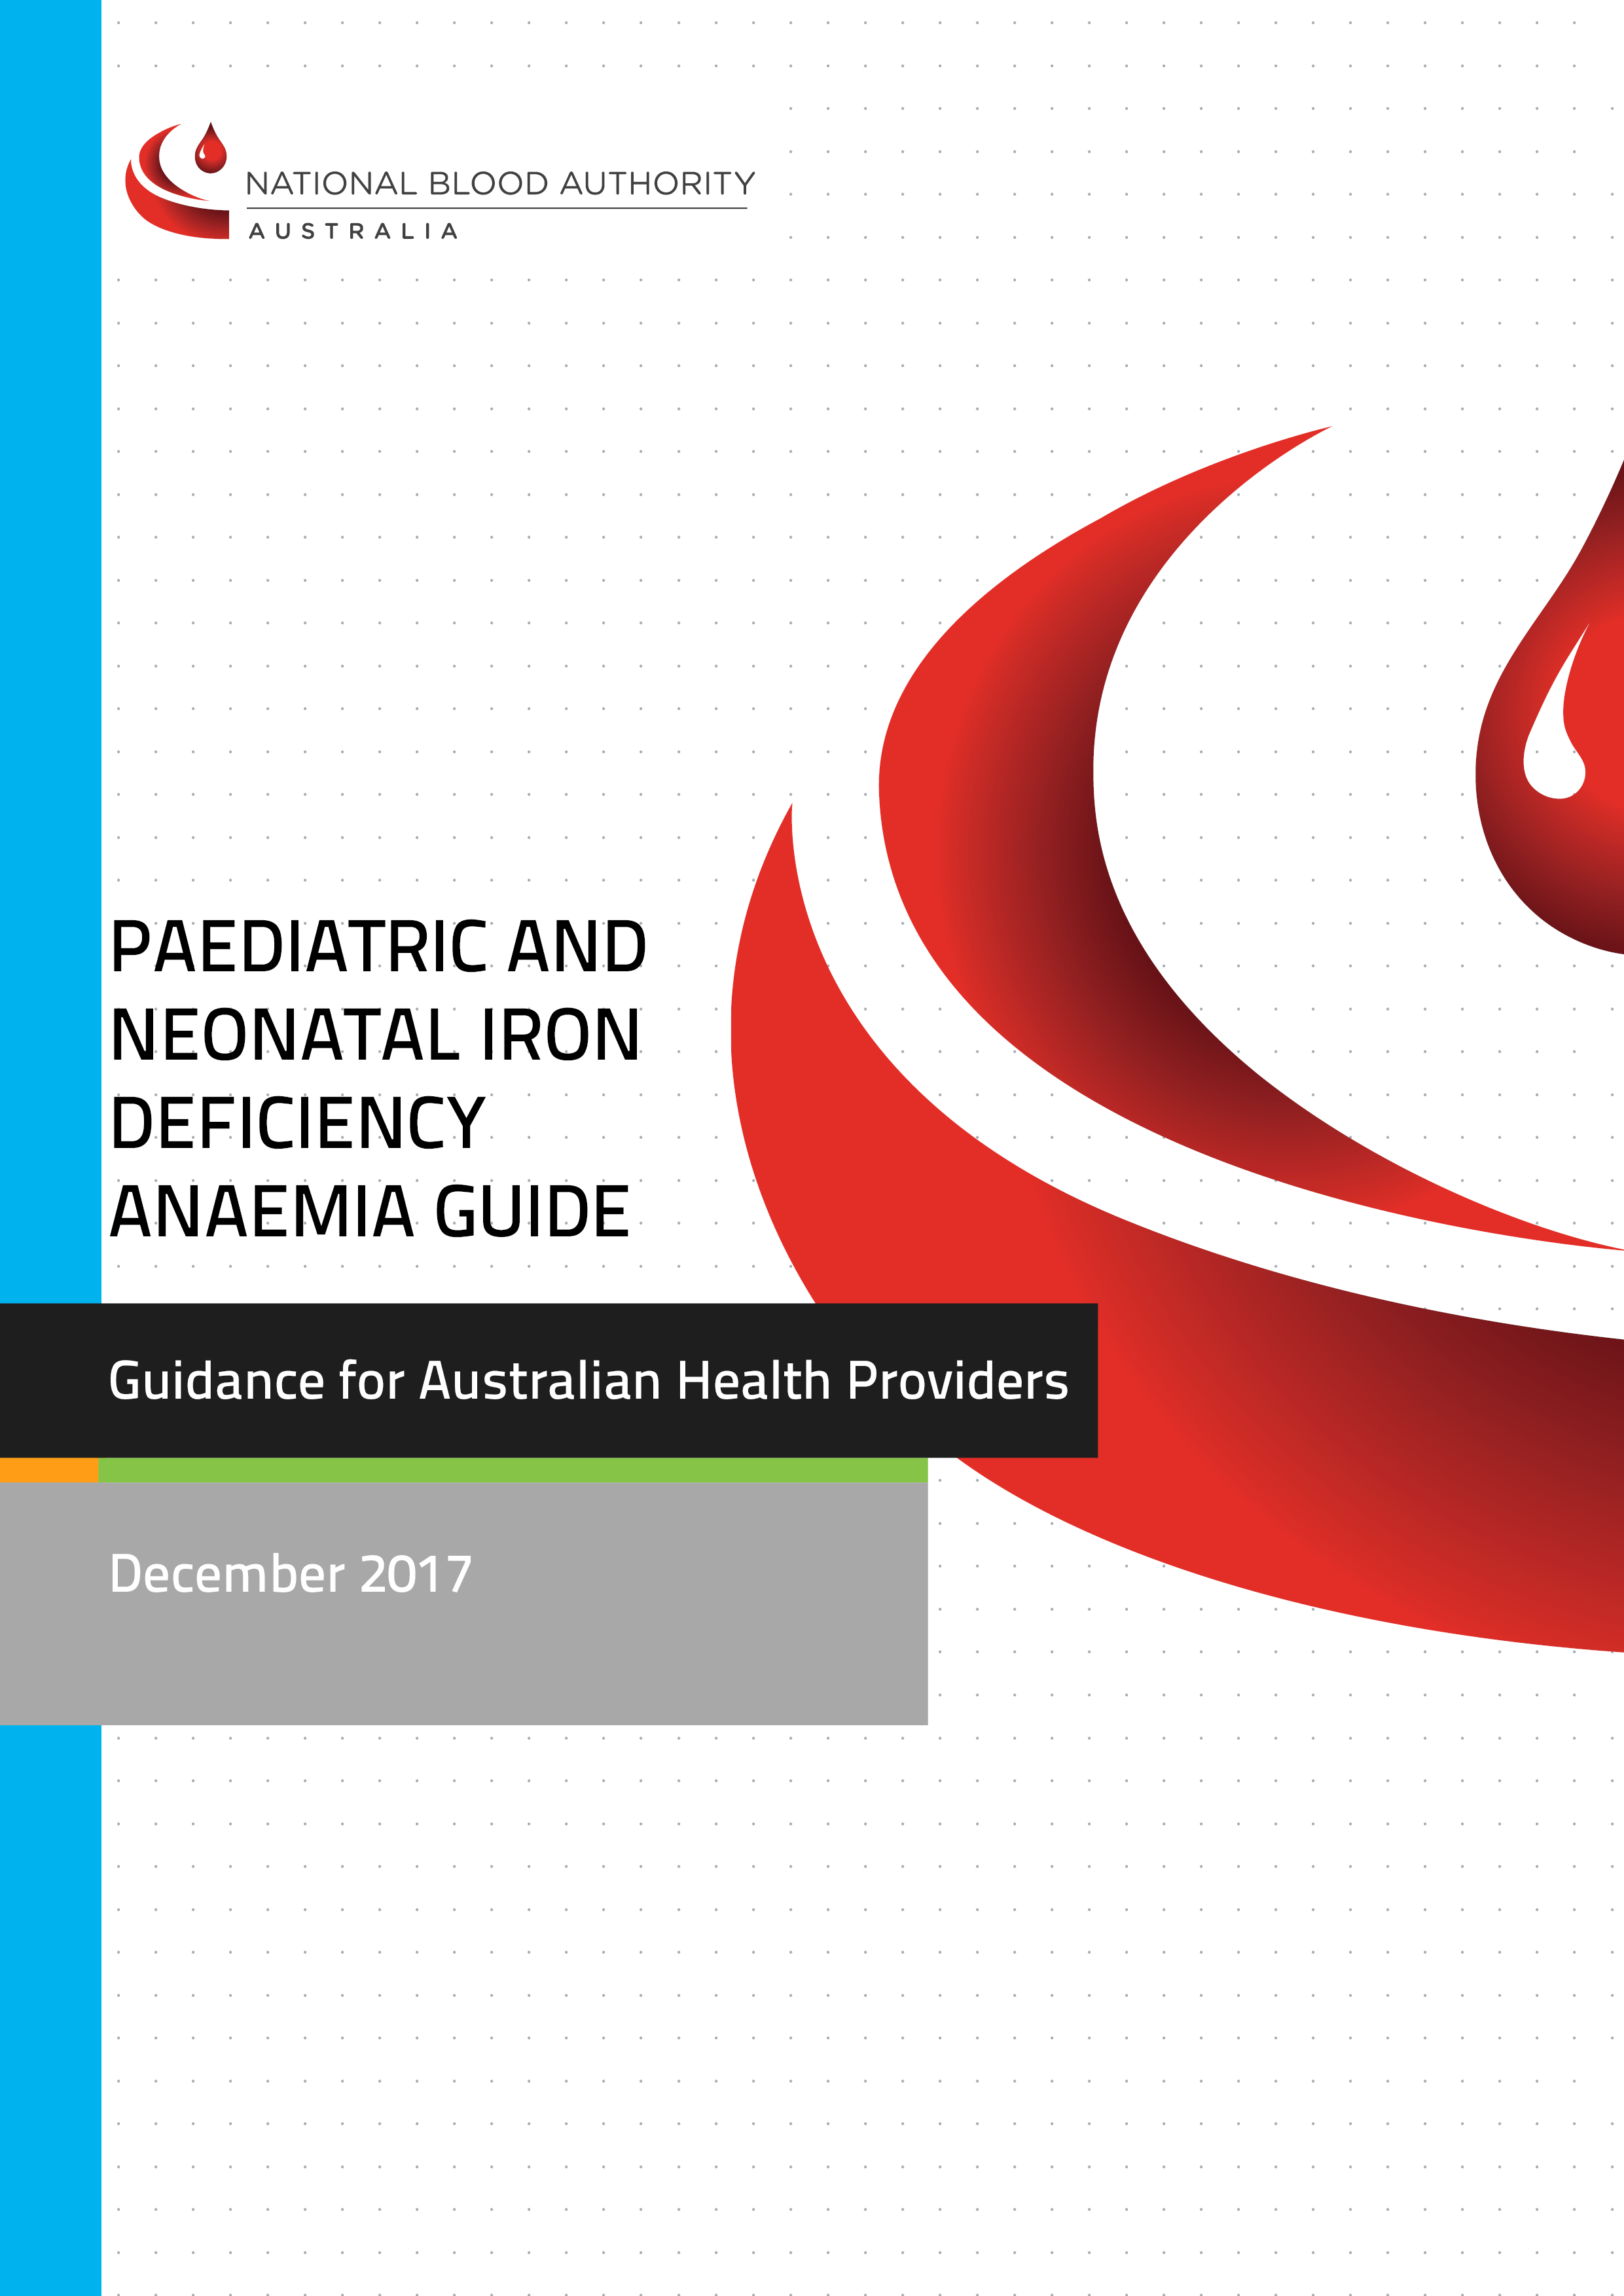 NATIONAL BLOOD AUTHORITY
AUSTRALIA
PAEDIATRIC AND
NEONATAL IRON
DEFICIENCY
ANAEMIA GUIDE
Guidance for Australian Health Providers
December 2017